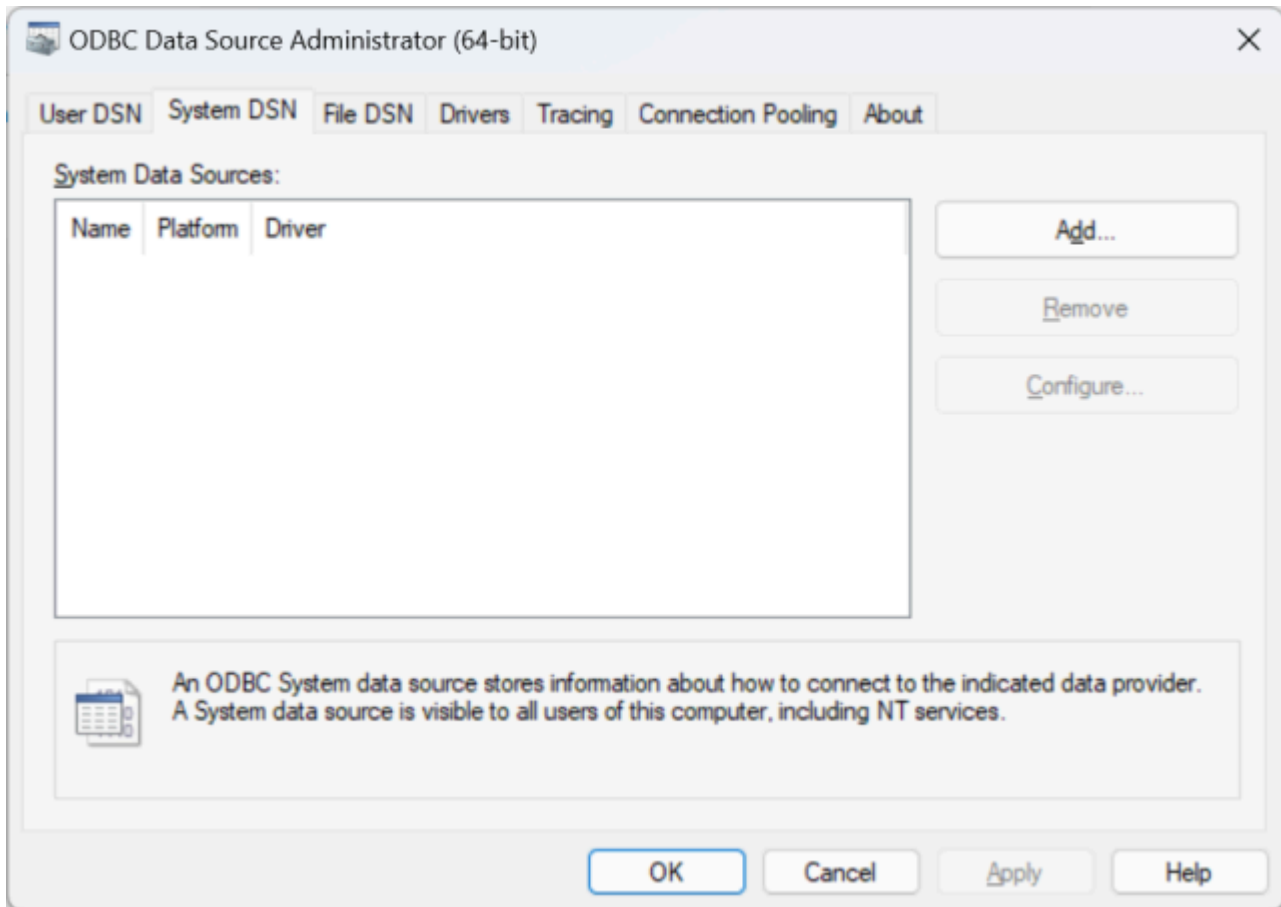 ODBC Data Source Administrator (64-bit)
User DSN System DSN File DSN Drivers Tracing Connection Pooling About
System Data Sources:
Name Platform Driver
Add...
Remove
Configure...
An ODBC System data source stores information about how to connect to the indicated data provider.
A System data source is visible to all users of this computer, including NT services.
OK Cancel Apply Help